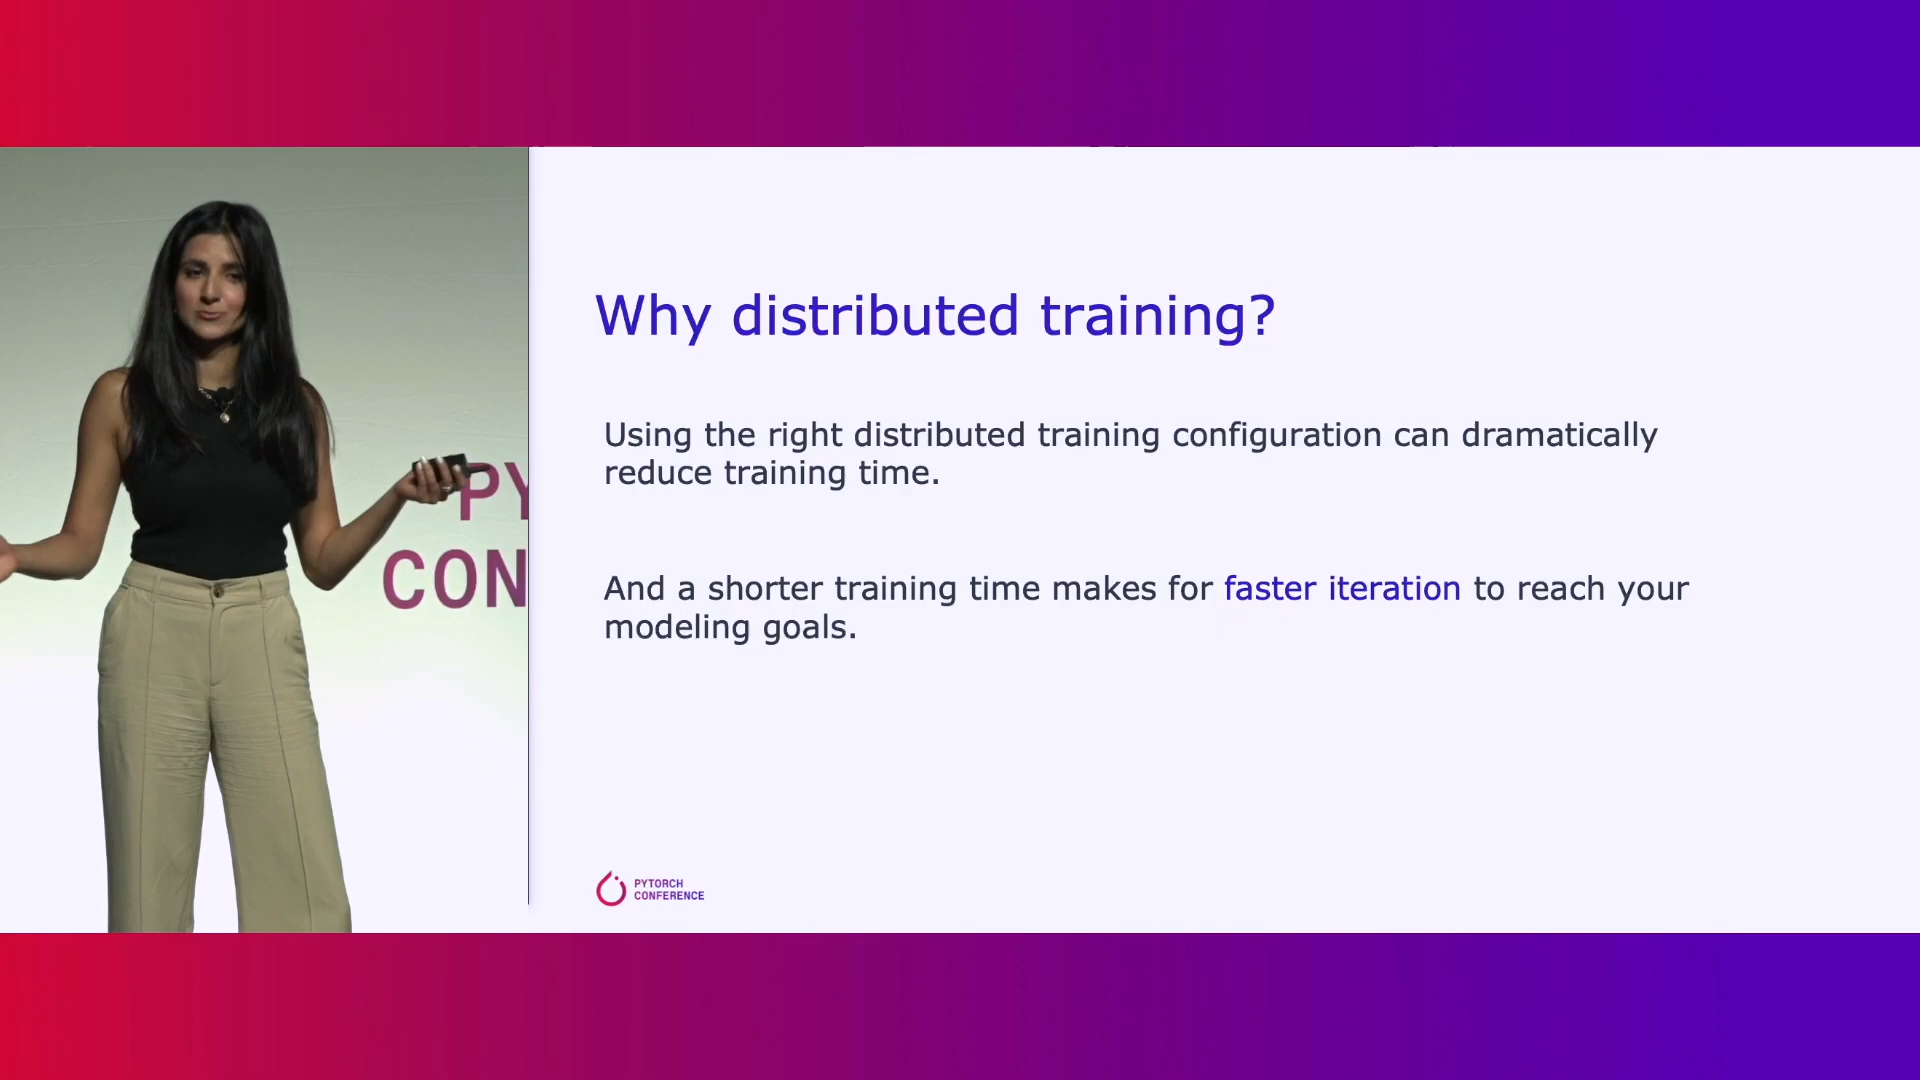 Why distributed training?
Using the right distributed training configuration can dramatically
reduce training time.
And a shorter training time makes for faster iteration to reach your
modeling goals.
PY
CON
PYTORCH
CONFERENCE